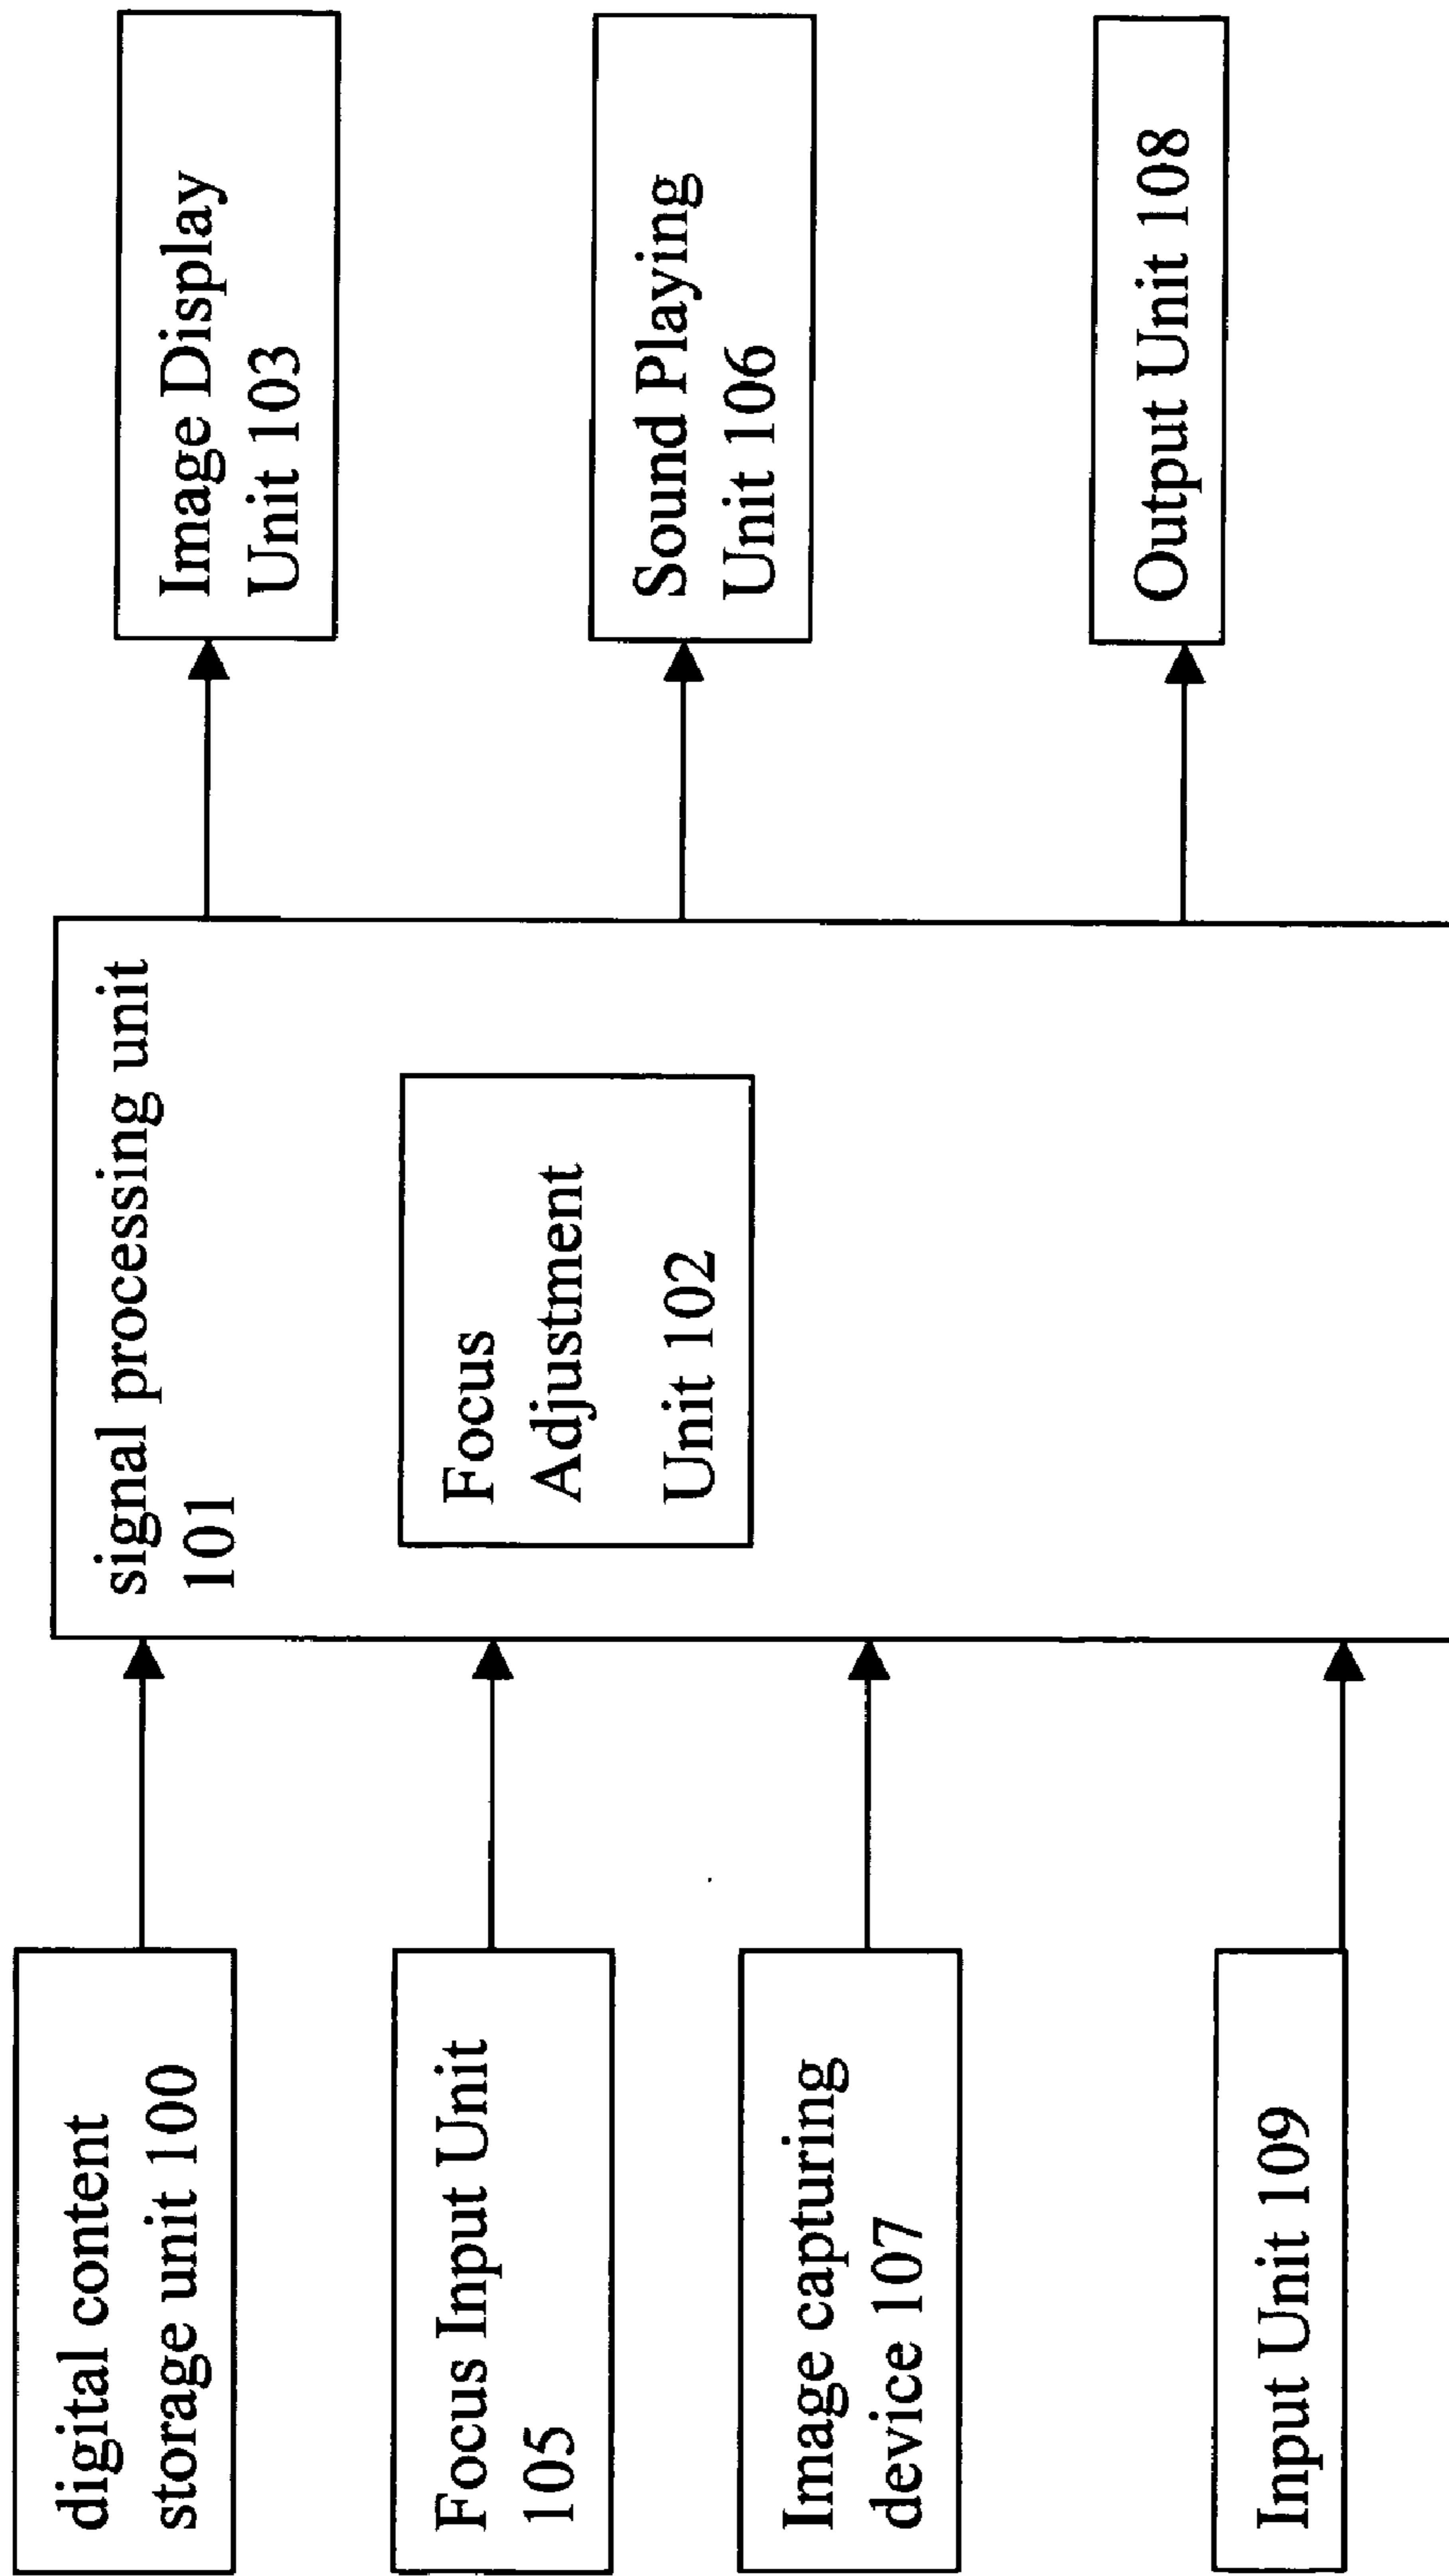 digital content
storage unit 100
Focus Input Unit
105
Image capturing
device 107
Input Unit 109
signal processing unit
101
Focus
Adjustment
Unit 102
Image Display
Unit 103
Sound Playing
Unit 106
Output Unit 108